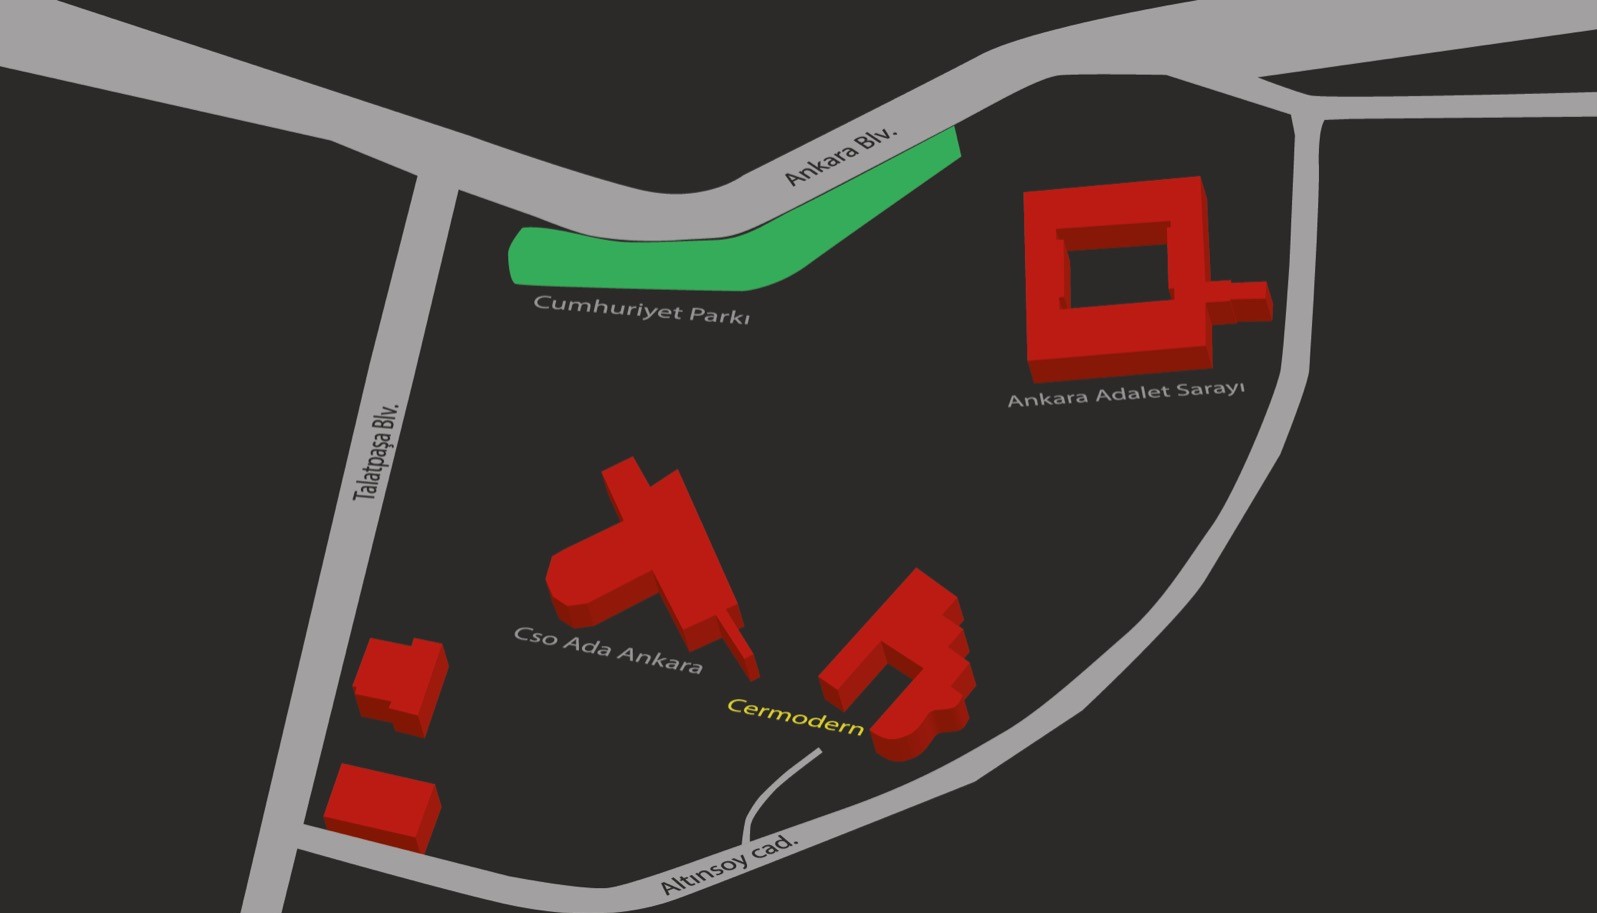 Ankara Blv.
Cumhuriyet Parkı
Ankara Adalet Sarayı
Talatpaşa Blv.
Cso Ada Ankara
Cermodern
Altınsoy cad.